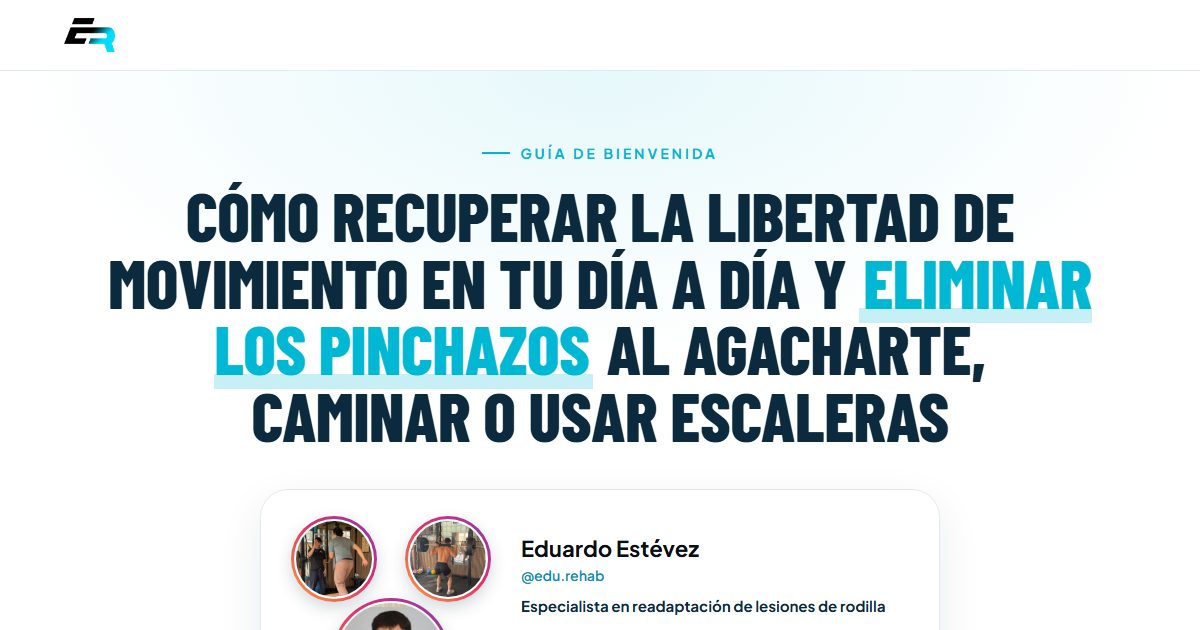 ER
GUÍA DE BIENVENIDA
CÓMO RECUPERAR LA LIBERTAD DE
MOVIMIENTO EN TU DÍA A DÍA Y ELIMINAR
LOS PINCHAZOS AL AGACHARTE,
CAMINAR O USAR ESCALERAS
Eduardo Estévez
@edu.rehab
Especialista en readaptación de lesiones de rodilla